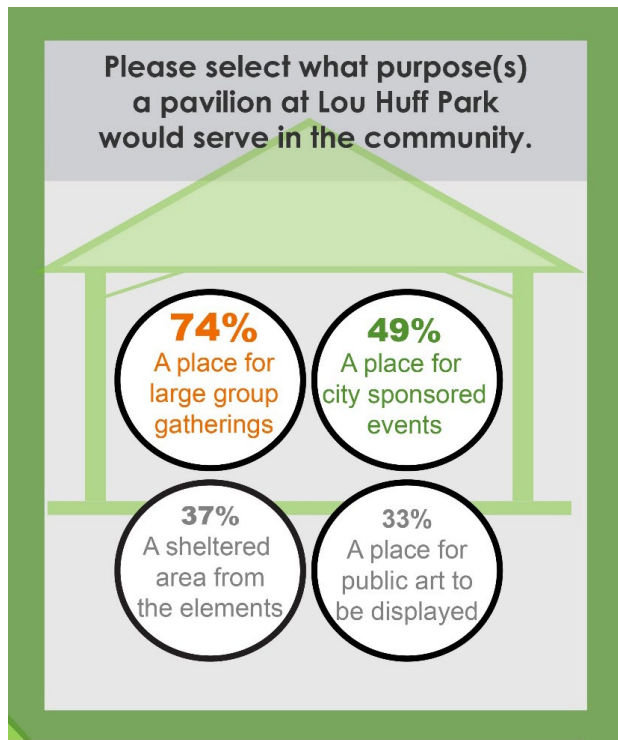 Please select what purpose(s)
a pavilion at Lou Huff Park
would serve in the community.
74%
A place for
large group
gatherings
49%
A place for
city sponsored
events
37%
A sheltered
area from
the elements
33%
A place for
public art to
be displayed